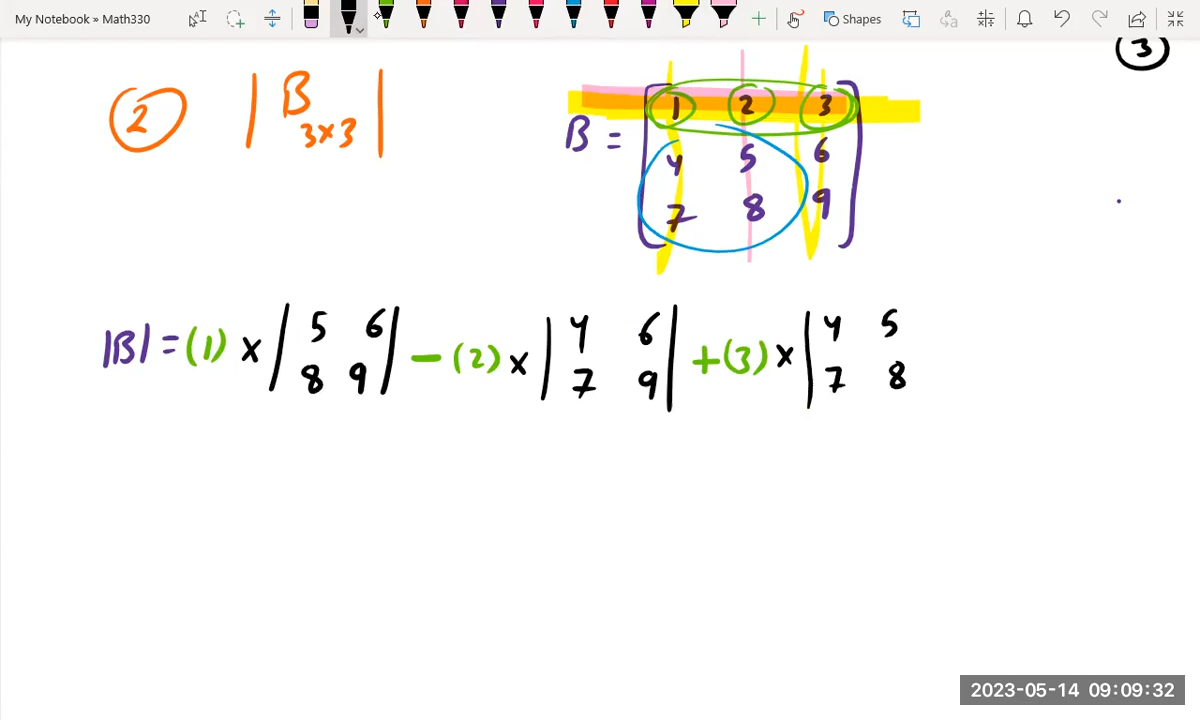 My Notebook » Math330
Shapes
3
2 |B 3×3|
B = [1 2 3
4 5 6
7 8 9]
|B| = (1) × |5 6 - (2) × |4 6 + (3) × |4 5
8 9| 7 9| 7 8
2023-05-14 09:09:32